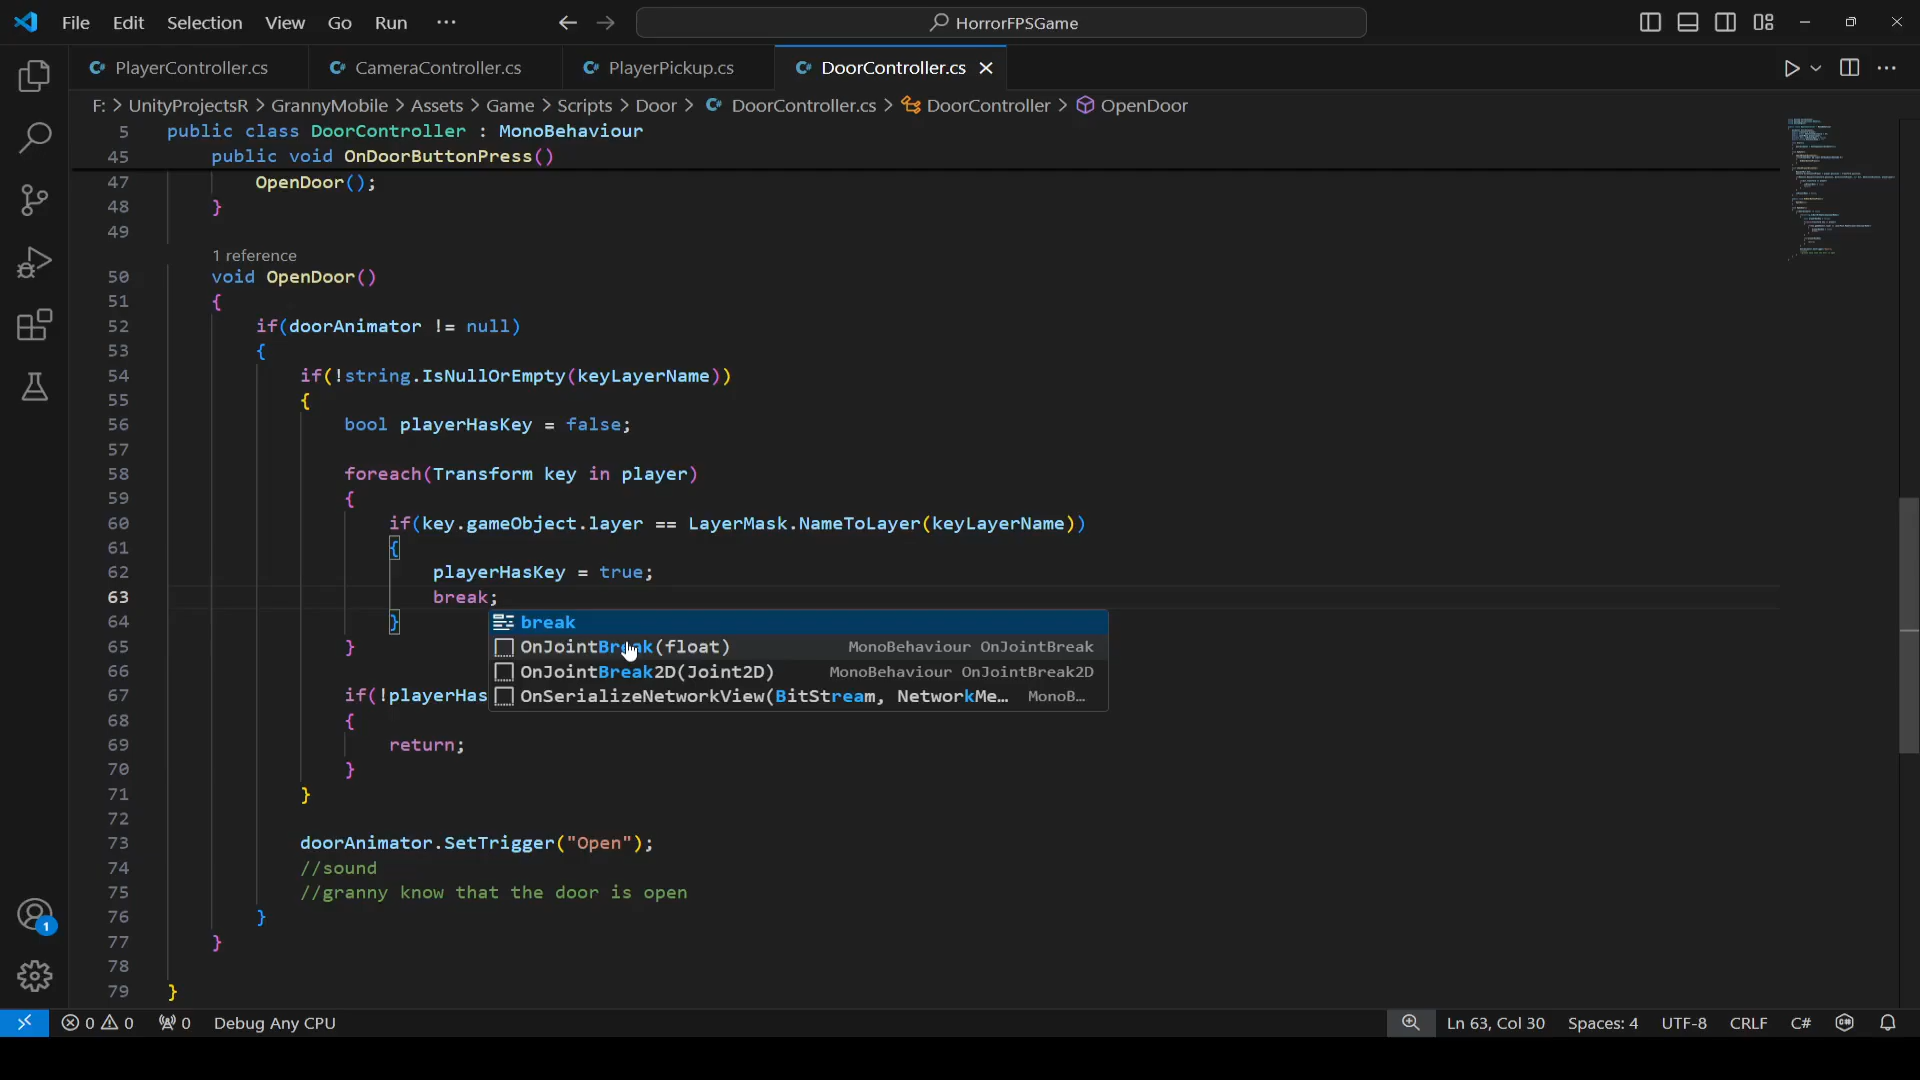 File Edit Selection View Go Run ··· HorrorFPSGame
PlayerController.cs CameraController.cs PlayerPickup.cs DoorController.cs
F: > UnityProjectsR > GrannyMobile > Assets > Game > Scripts > Door > DoorController.cs > DoorController > OpenDoor
5 public class DoorController : MonoBehaviour
45 public void OnDoorButtonPress()
47 OpenDoor();
48 }
49
1 reference
50 void OpenDoor()
51 {
52 if(doorAnimator != null)
53 {
54 if(!string.IsNullOrEmpty(keyLayerName))
55 {
56 bool playerHasKey = false;
57
58 foreach(Transform key in player)
59 {
60 if(key.gameObject.layer == LayerMask.NameToLayer(keyLayerName))
61 {
62 playerHasKey = true;
63 break;
64 }
break
65 }
OnJointBreak(float) MonoBehaviour OnJointBreak
66
OnJointBreak2D(Joint2D) MonoBehaviour OnJointBreak2D
67 if(!playerHas
OnSerializeNetworkView(BitStream, NetworkMe… MonoB…
68 {
69 return;
70 }
71 }
72
73 doorAnimator.SetTrigger("Open");
74 //sound
75 //granny know that the door is open
76 }
77 }
78
79 }
1
0 0 0 Debug Any CPU Ln 63, Col 30 Spaces: 4 UTF-8 CRLF C#